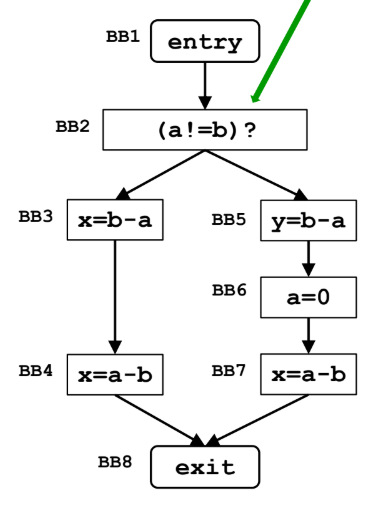 BB1 entry
BB2 (a!=b)?
BB3 x=b-a BB5 y=b-a
BB6 a=0
BB4 x=a-b BB7 x=a-b
BB8 exit